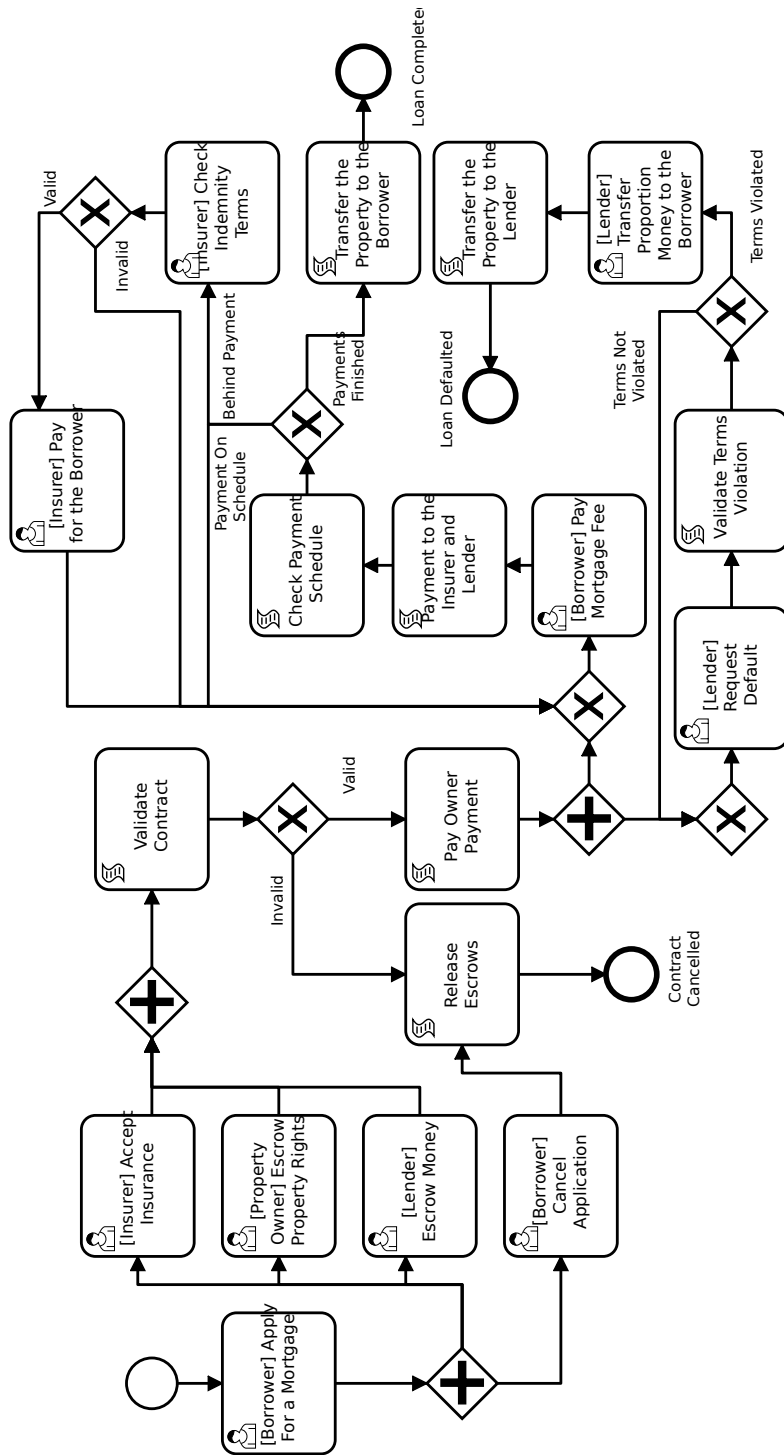 [Borrower] Apply
For a Mortgage
[Insurer] Accept
Insurance
[Property
Owner] Escrow
Property Rights
[Lender]
Escrow Money
[Borrower]
Cancel
Application
Validate
Contract
Invalid
Valid
Release
Escrows
Contract
Cancelled
Pay Owner
Payment
[Borrower] Pay
Mortgage Fee
Payment to the
Insurer and
Lender
Check Payment
Schedule
Payment On
Schedule
Behind Payment
Payments
Finished
[Insurer] Check
Indemnity
Terms
Invalid
Valid
[Insurer] Pay
for the Borrower
Transfer the
Property to the
Borrower
Loan Completed
[Lender]
Request
Default
Validate Terms
Violation
Terms Not
Violated
Terms Violated
[Lender]
Transfer
Proportion
Money to the
Borrower
Transfer the
Property to the
Lender
Loan Defaulted